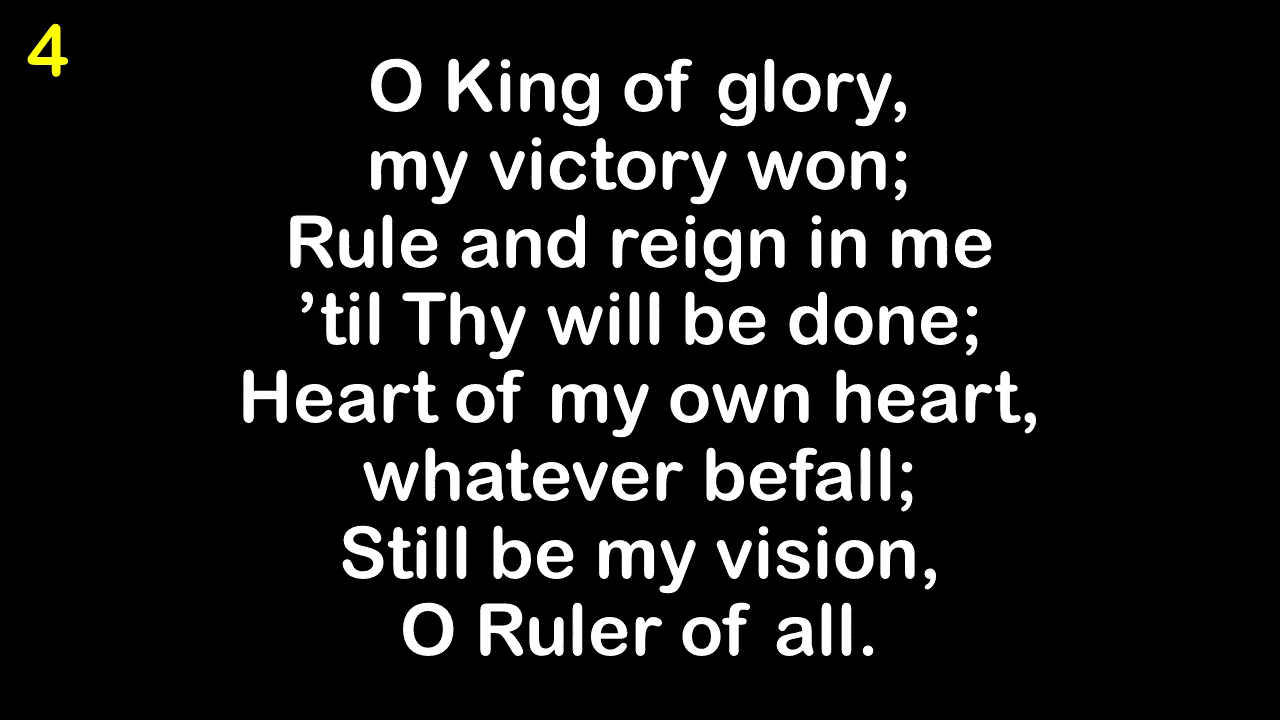 4
O King of glory,
my victory won;
Rule and reign in me
’til Thy will be done;
Heart of my own heart,
whatever befall;
Still be my vision,
O Ruler of all.